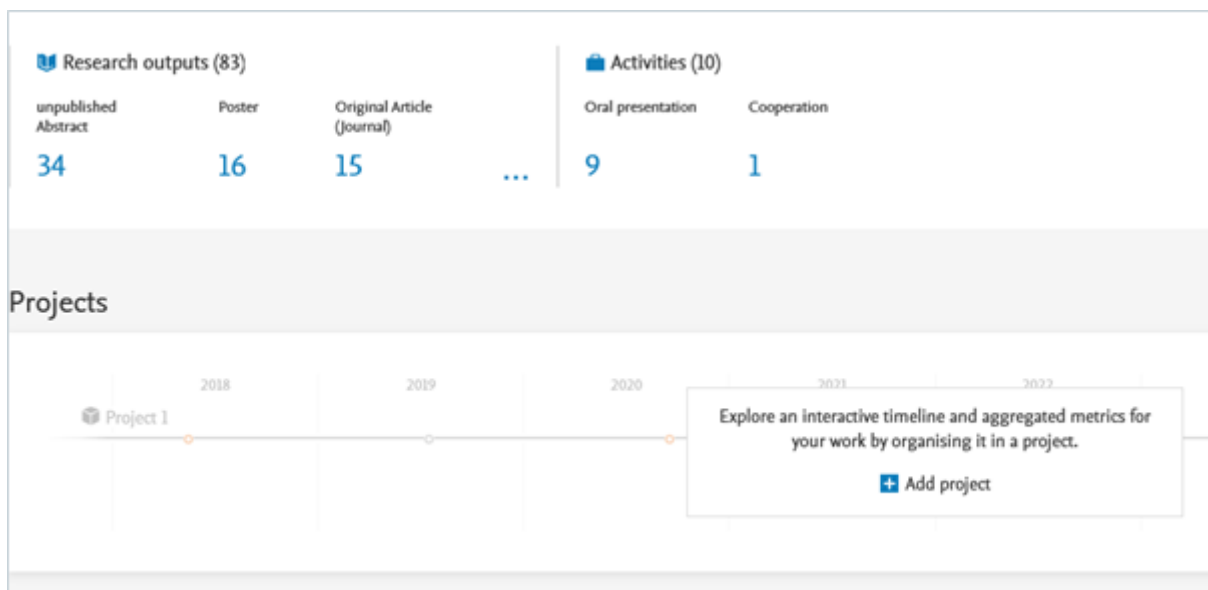 Research outputs (83)
Activities (10)
unpublished
Abstract
Poster
Original Article
(Journal)
Oral presentation
Cooperation
34
16
15
...
9
1
Projects
2018
2019
2020
2021
2022
Project 1
Explore an interactive timeline and aggregated metrics for
your work by organising it in a project.
Add project